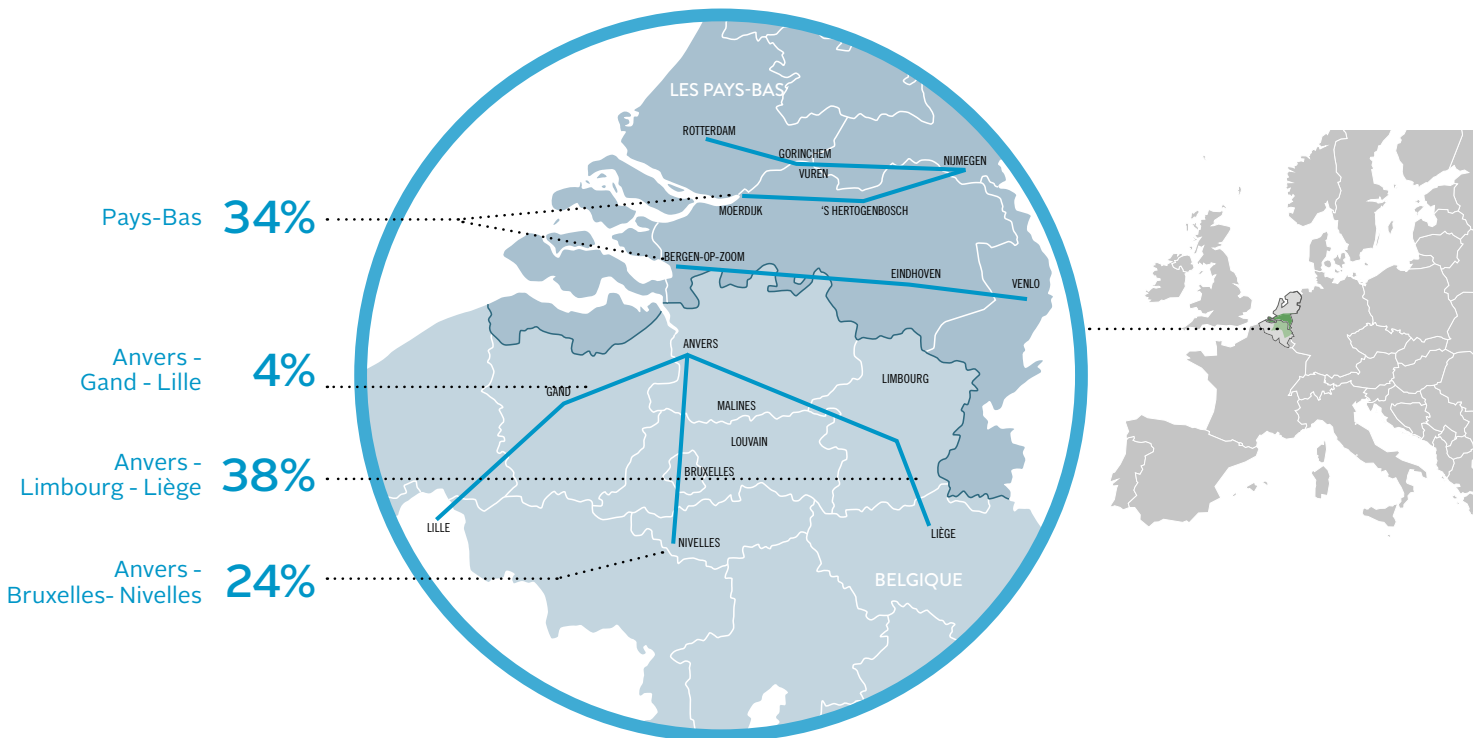 LES PAYS-BAS
ROTTERDAM
GORINCHEM
VUREN
NIJMEGEN
MOERDIJK
'S HERTOGENBOSCH
Pays-Bas 34%
BERGEN-OP-ZOOM
EINDHOVEN
VENLO
ANVERS
Anvers -
Gand - Lille 4%
LIMBOURG
GAND
MALINES
LOUVAIN
Anvers -
Limbourg - Liège 38%
BRUXELLES
LILLE
LIÈGE
NIVELLES
Anvers -
Bruxelles- Nivelles 24%
BELGIQUE